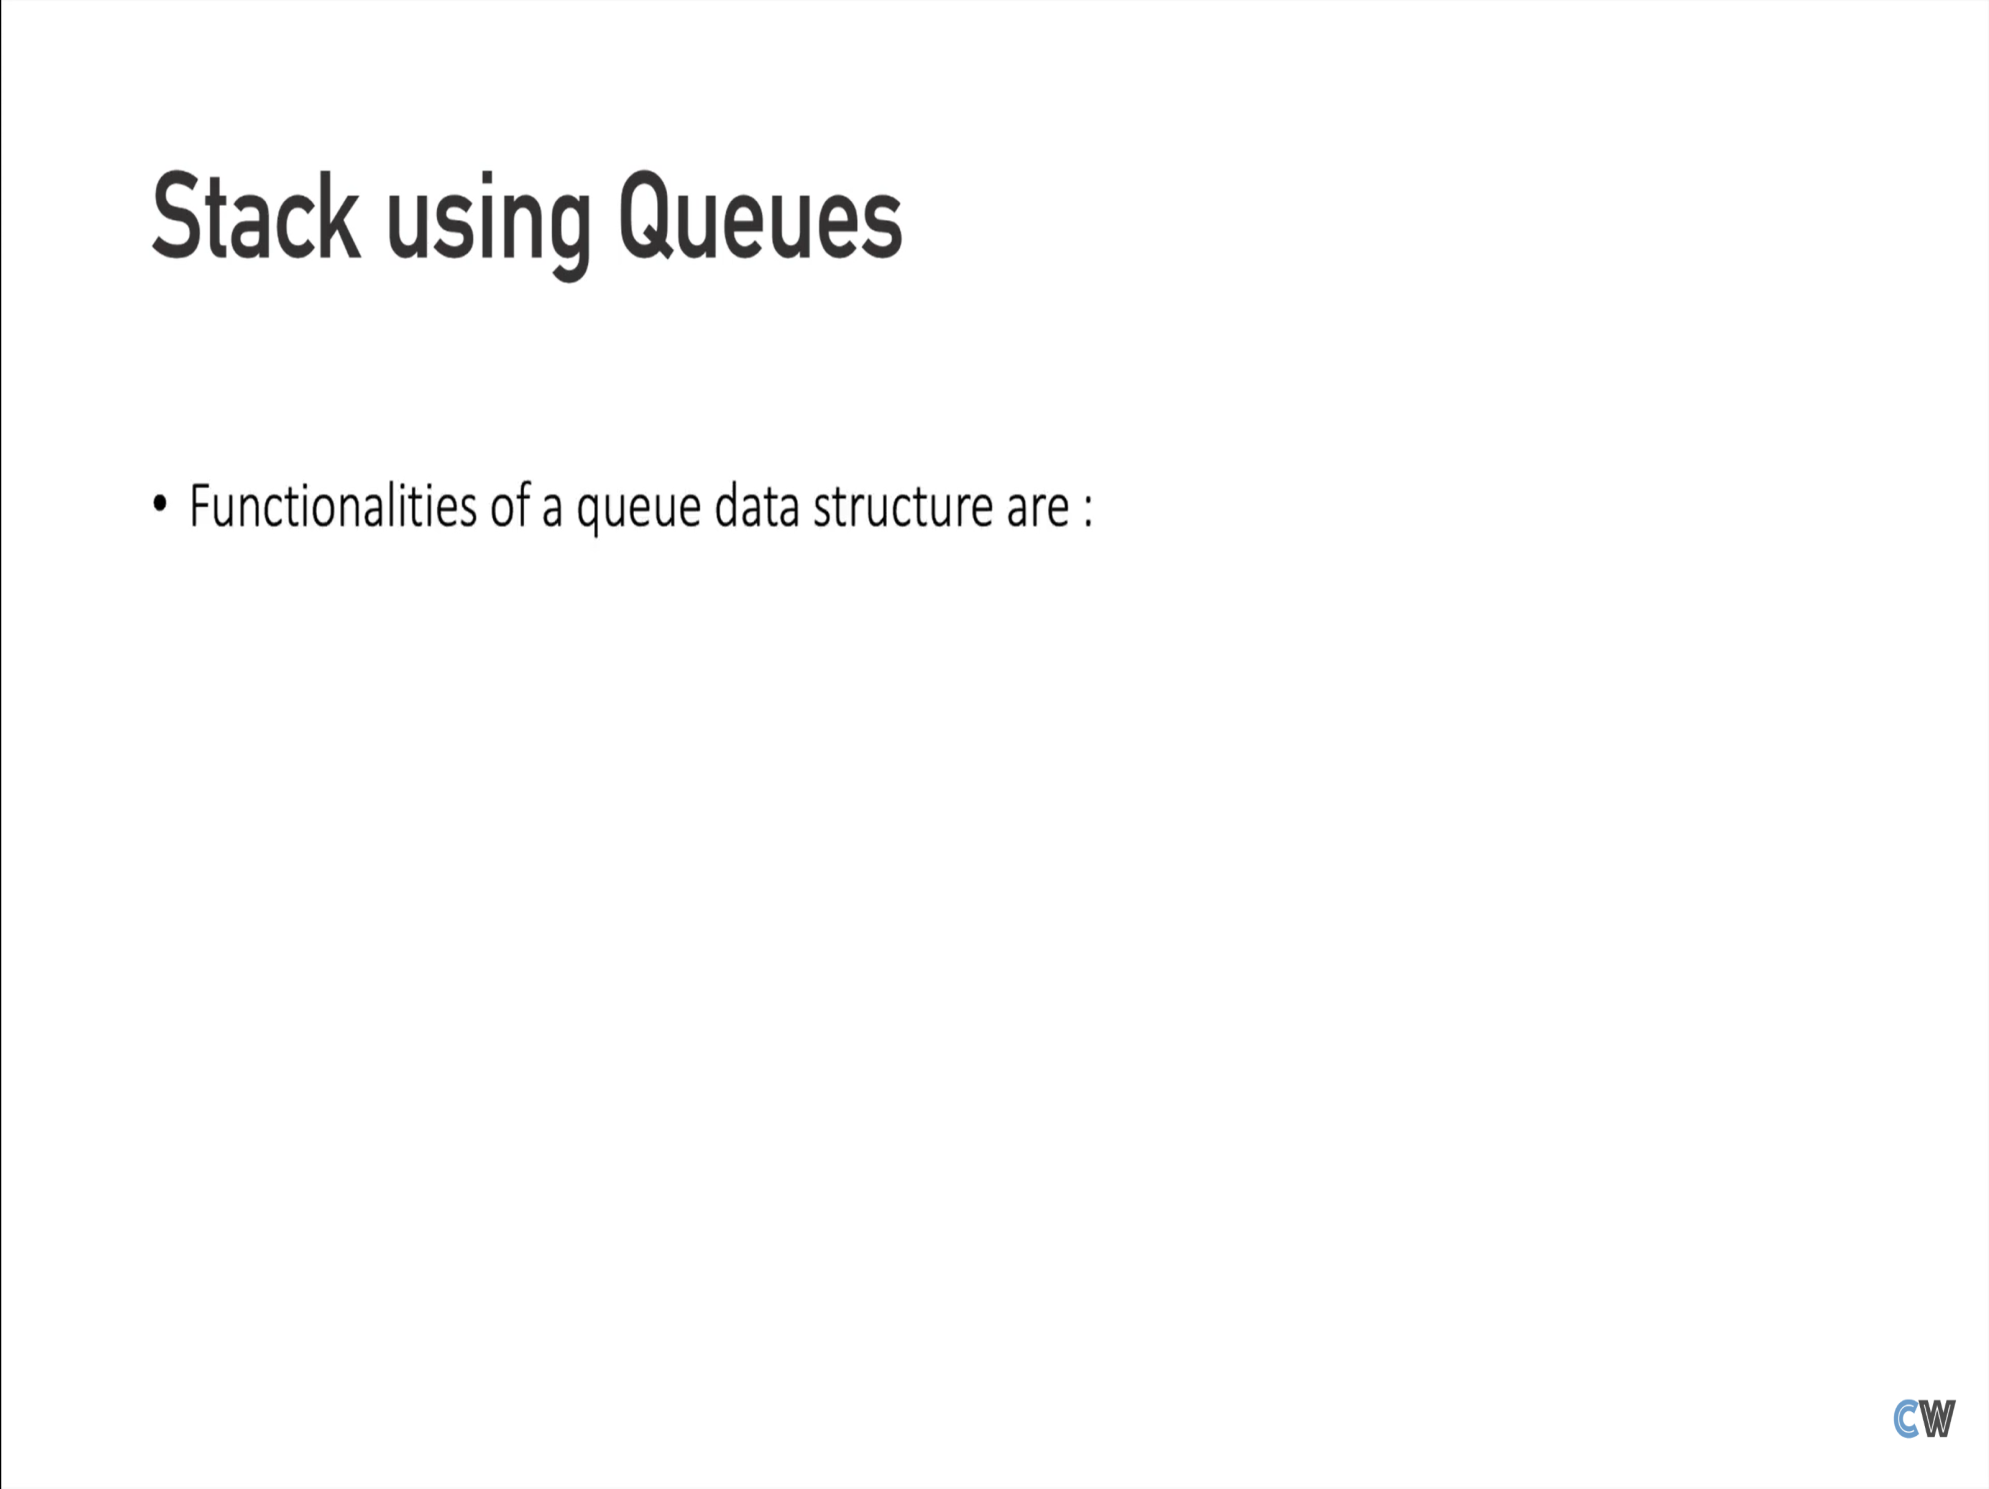 Stack using Queues
• Functionalities of a queue data structure are :
CW